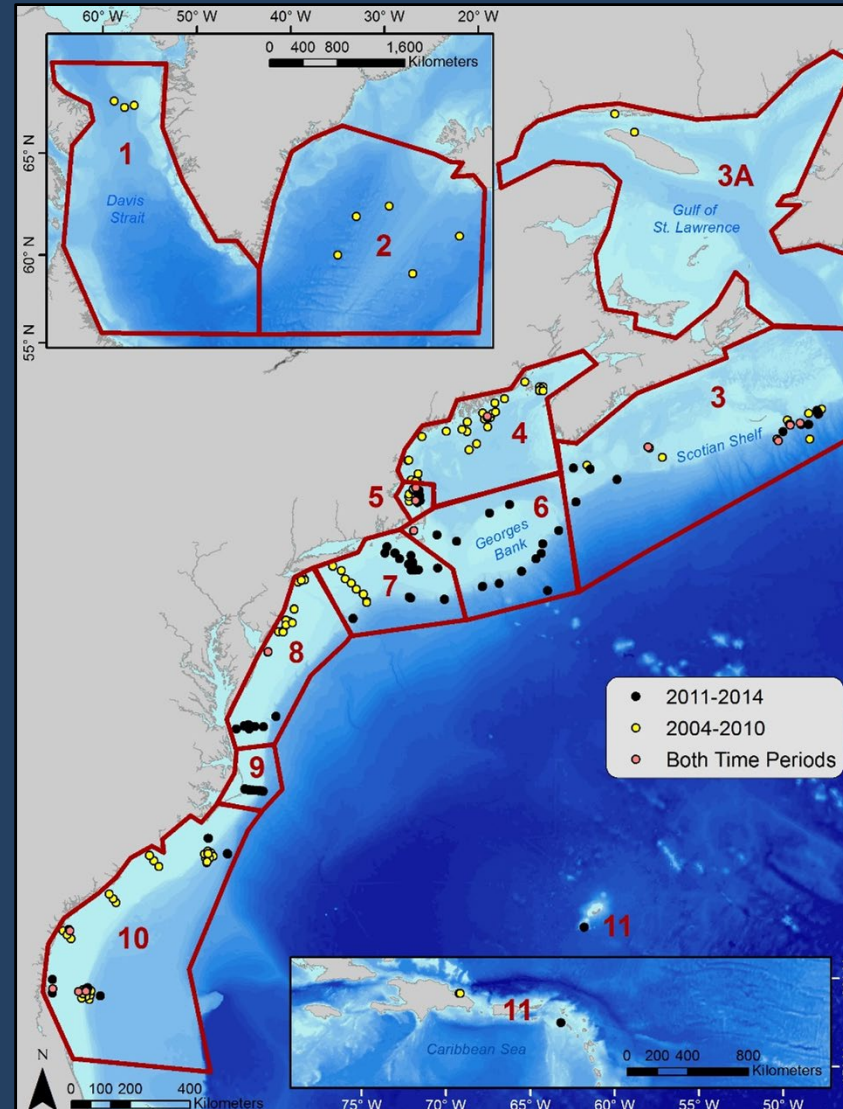 60° W 50° W 40° W 30° W 20° W
0 400 800 1,600
Kilometers
65° N
60° N
55° N
1
Davis
Strait
2
3A
Gulf of
St. Lawrence
3
Scotian Shelf
4
5
6
Georges
Bank
7
8
2011-2014
2004-2010
Both Time Periods
9
10
11
11
Caribbean Sea
0 200 400 800
Kilometers
N
0 100 200 400
Kilometers
75° W 70° W 65° W 60° W 55° W 50° W